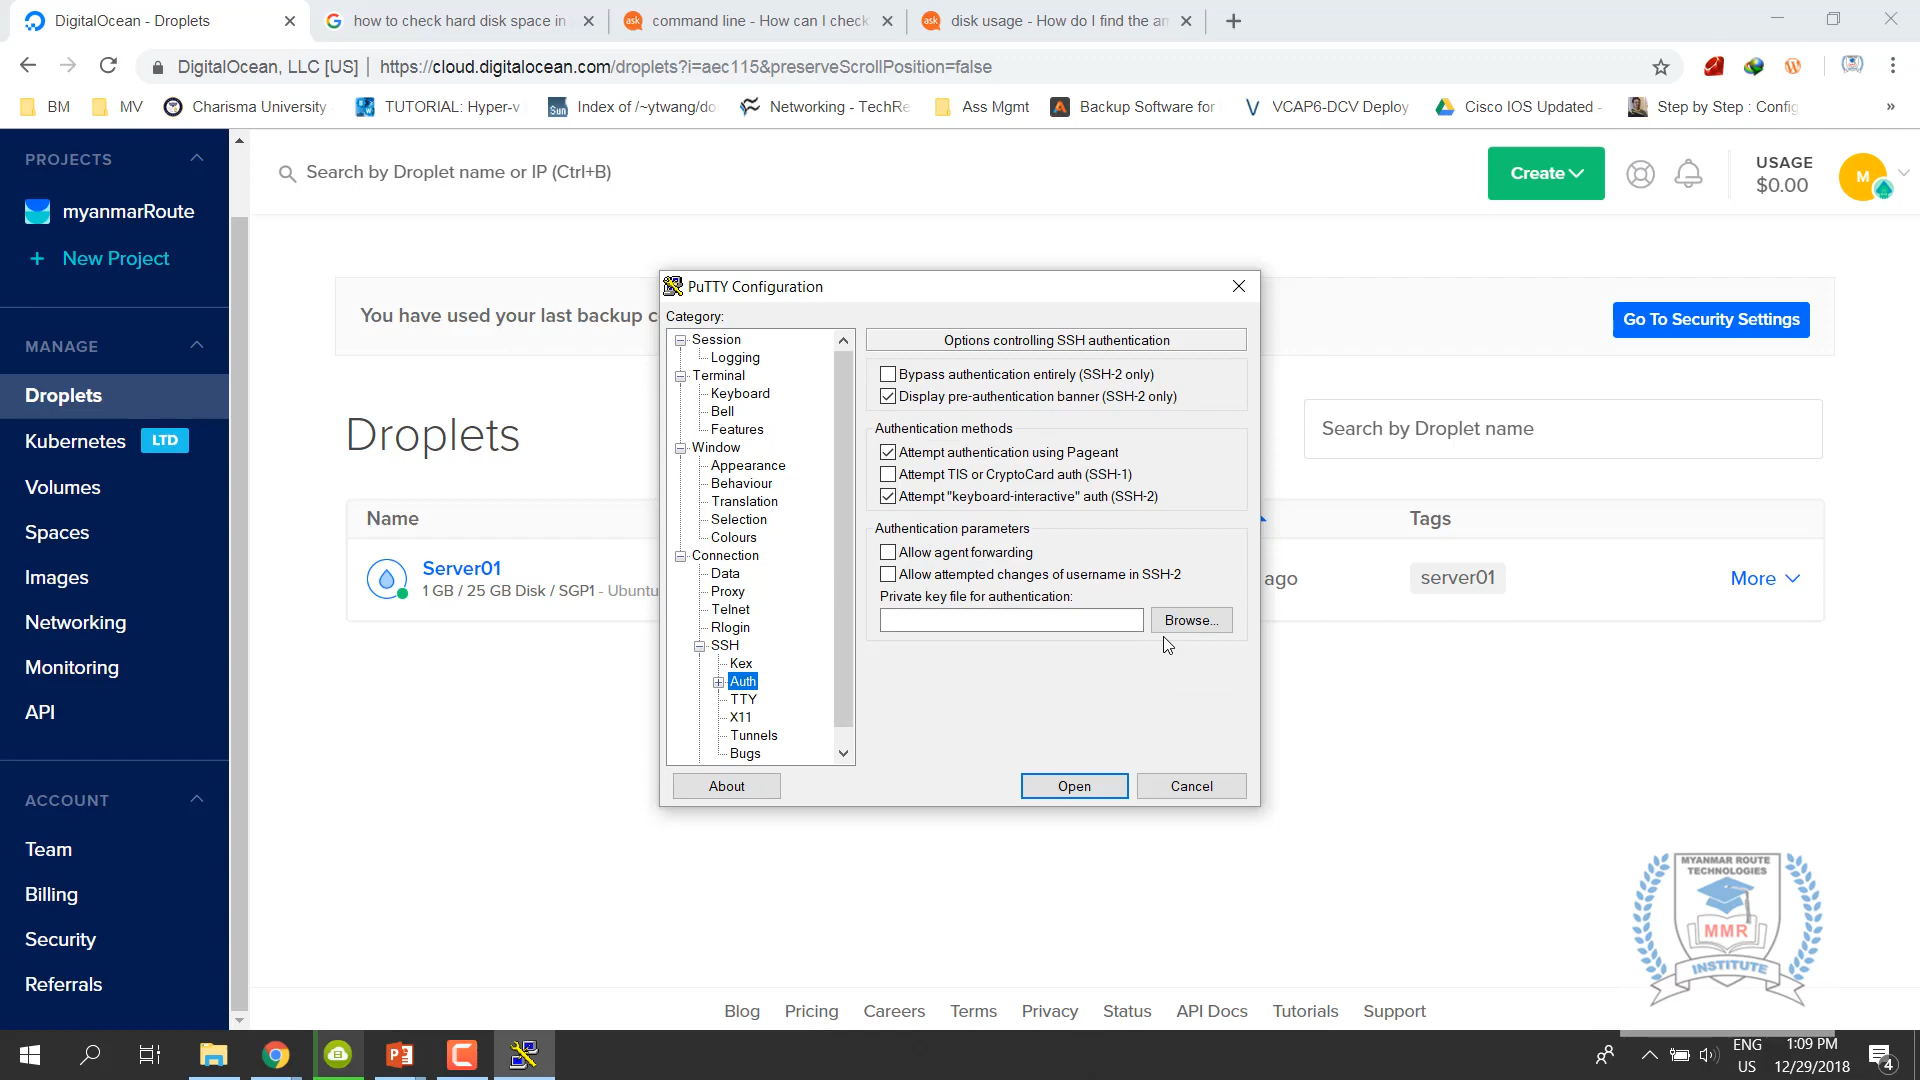 DigitalOcean - Droplets
how to check hard disk space in
command line - How can I check
disk usage - How do I find the am
DigitalOcean, LLC [US] | https://cloud.digitalocean.com/droplets?i=aec115&preserveScrollPosition=false
BM
MV
Charisma University
TUTORIAL: Hyper-v
Index of /~ytwang/do
Networking - TechRe
Ass Mgmt
Backup Software for
VCAP6-DCV Deploy
Cisco IOS Updated -
Step by Step : Config
PROJECTS
myanmarRoute
+ New Project
MANAGE
Droplets
Kubernetes LTD
Volumes
Spaces
Images
Networking
Monitoring
API
ACCOUNT
Team
Billing
Security
Referrals
Search by Droplet name or IP (Ctrl+B)
Create
USAGE
$0.00
M
You have used your last backup c
Go To Security Settings
Droplets
Search by Droplet name
Name
Tags
Server01
1 GB / 25 GB Disk / SGP1 - Ubuntu
ago
server01
More
PuTTY Configuration
Category:
Session
Logging
Terminal
Keyboard
Bell
Features
Window
Appearance
Behaviour
Translation
Selection
Colours
Connection
Data
Proxy
Telnet
Rlogin
SSH
Kex
Auth
TTY
X11
Tunnels
Bugs
Options controlling SSH authentication
Bypass authentication entirely (SSH-2 only)
Display pre-authentication banner (SSH-2 only)
Authentication methods
Attempt authentication using Pageant
Attempt TIS or CryptoCard auth (SSH-1)
Attempt "keyboard-interactive" auth (SSH-2)
Authentication parameters
Allow agent forwarding
Allow attempted changes of username in SSH-2
Private key file for authentication:
Browse...
About
Open
Cancel
MYANMAR ROUTE
TECHNOLOGIES
MMR
INSTITUTE
Blog
Pricing
Careers
Terms
Privacy
Status
API Docs
Tutorials
Support
ENG
US
1:09 PM
12/29/2018
4